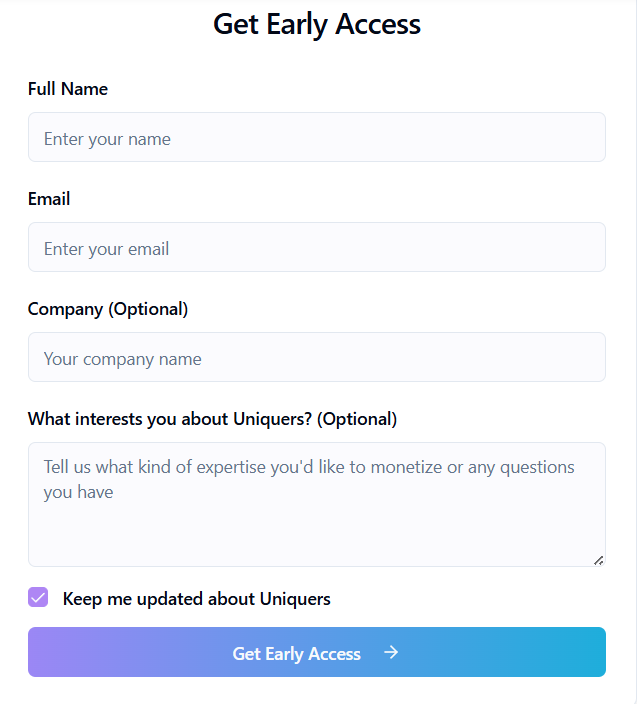 Get Early Access
Full Name
Enter your name
Email
Enter your email
Company (Optional)
Your company name
What interests you about Uniquers? (Optional)
Tell us what kind of expertise you'd like to monetize or any questions
you have
Keep me updated about Uniquers
Get Early Access →